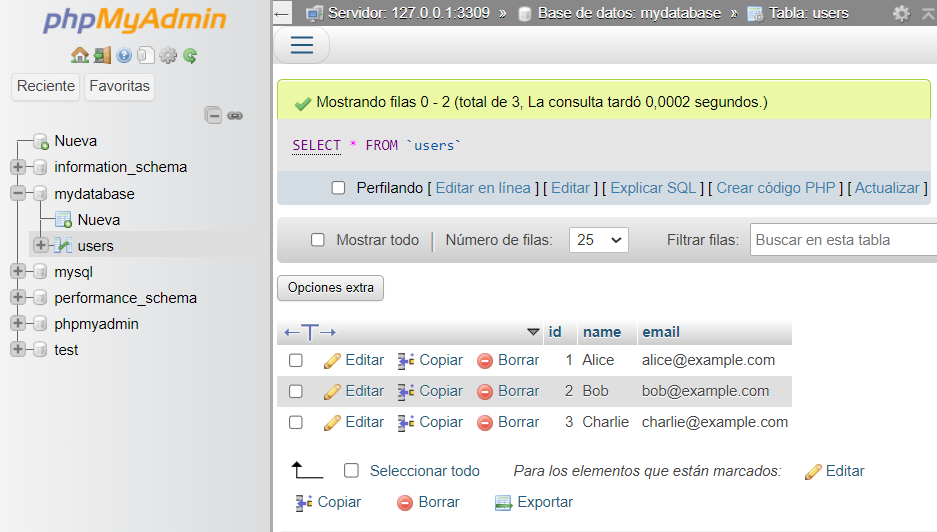 phpMyAdmin
Reciente Favoritas
Nueva
information_schema
mydatabase
Nueva
users
mysql
performance_schema
phpmyadmin
test
Servidor: 127.0.0.1:3309 » Base de datos: mydatabase » Tabla: users
Mostrando filas 0 - 2 (total de 3, La consulta tardó 0,0002 segundos.)
SELECT * FROM `users`
Perfilando [ Editar en línea ] [ Editar ] [ Explicar SQL ] [ Crear código PHP ] [ Actualizar ]
Mostrar todo | Número de filas: 25 Filtrar filas: Buscar en esta tabla
Opciones extra
id name email
Editar Copiar Borrar 1 Alice alice@example.com
Editar Copiar Borrar 2 Bob bob@example.com
Editar Copiar Borrar 3 Charlie charlie@example.com
Seleccionar todo Para los elementos que están marcados: Editar
Copiar Borrar Exportar